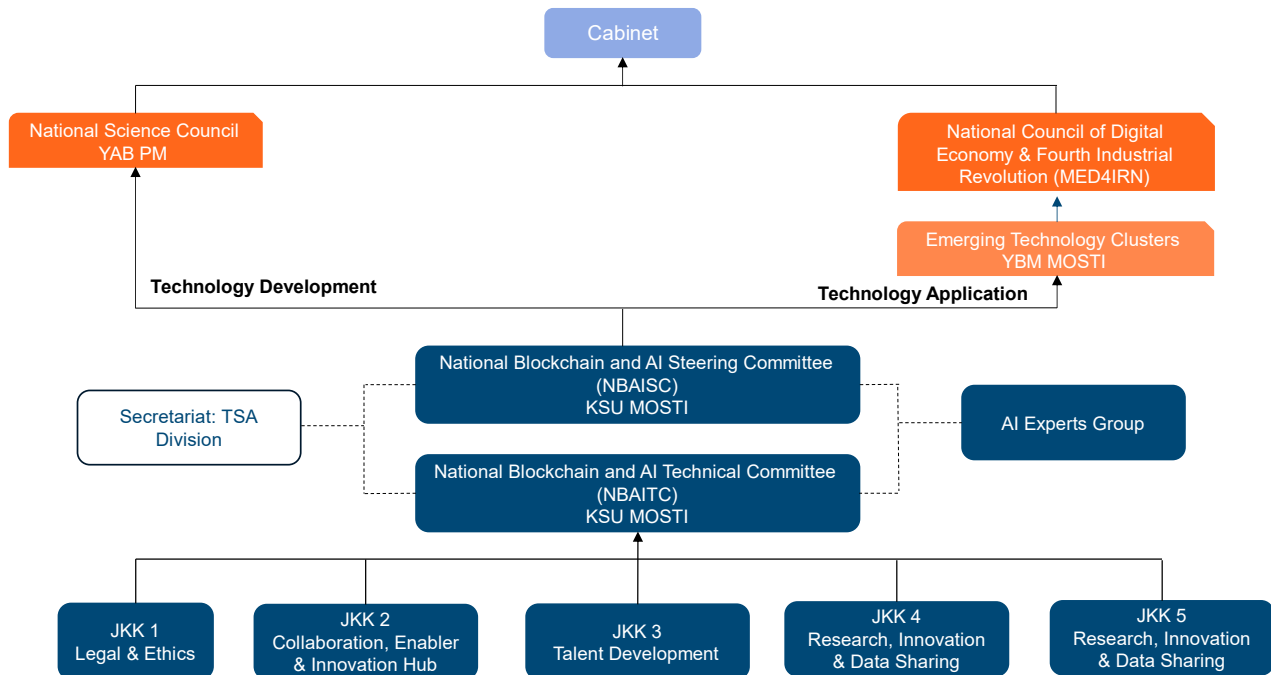 Cabinet
National Science Council
YAB PM
National Council of Digital
Economy & Fourth Industrial
Revolution (MED4IRN)
Emerging Technology Clusters
YBM MOSTI
Technology Development
Technology Application
National Blockchain and AI Steering Committee
(NBAISC)
KSU MOSTI
Secretariat: TSA
Division
AI Experts Group
National Blockchain and AI Technical Committee
(NBAITC)
KSU MOSTI
JKK 1
Legal & Ethics
JKK 2
Collaboration, Enabler
& Innovation Hub
JKK 3
Talent Development
JKK 4
Research, Innovation
& Data Sharing
JKK 5
Research, Innovation
& Data Sharing